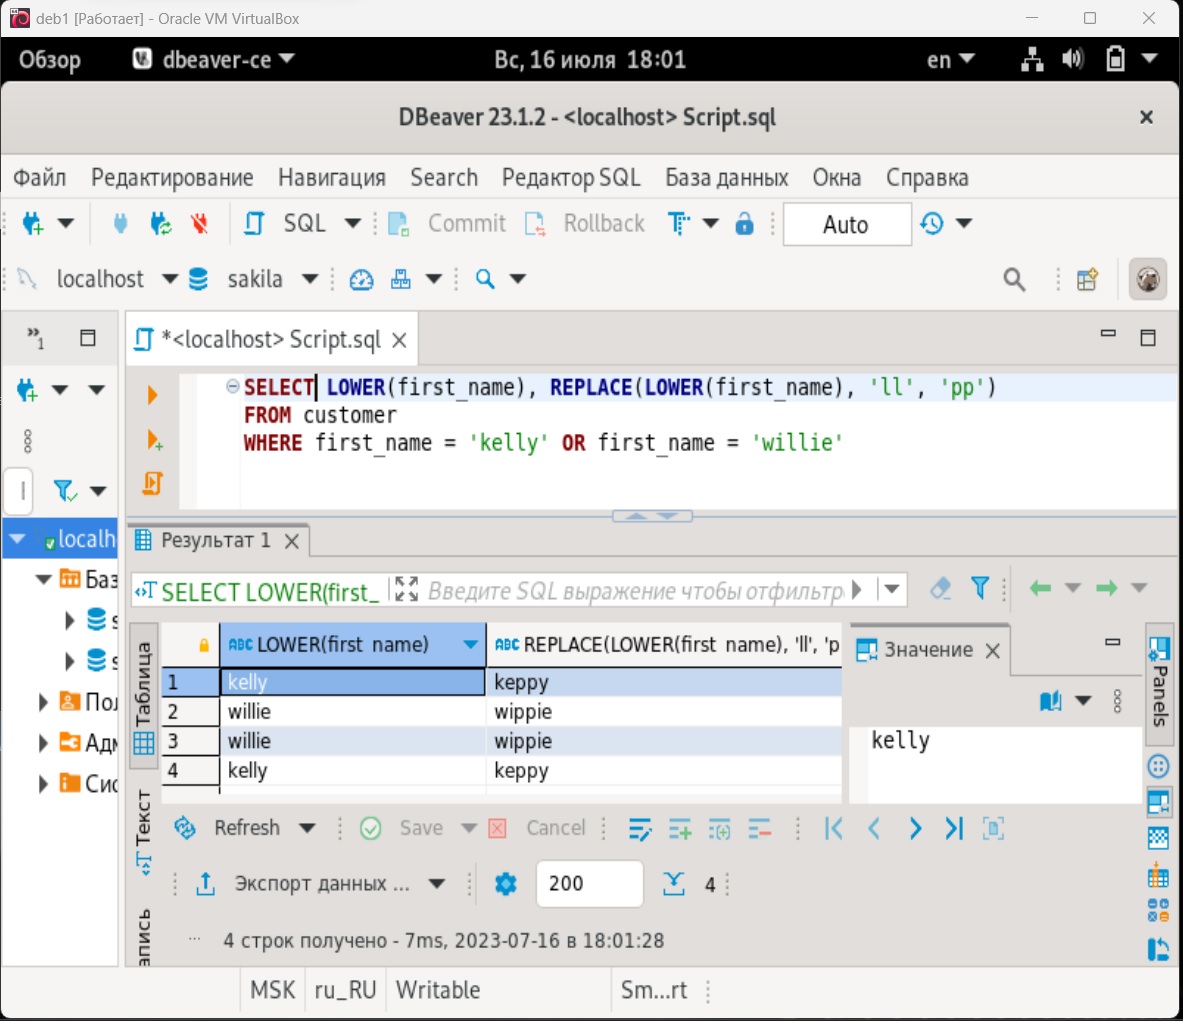 deb1 [Работает] - Oracle VM VirtualBox
Обзор
dbeaver-ce
Вс, 16 июля 18:01
en
DBeaver 23.1.2 - <localhost> Script.sql
Файл Редактирование Навигация Search Редактор SQL База данных Окна Справка
SQL Commit Rollback Auto
localhost sakila
»1
*<localhost> Script.sql
SELECT LOWER(first_name), REPLACE(LOWER(first_name), 'll', 'pp')
FROM customer
WHERE first_name = 'kelly' OR first_name = 'willie'
localh
Баз
s
s
Пол
Адм
Сис
Результат 1
SELECT LOWER(first_
Введите SQL выражение чтобы отфильтр
Таблица
Текст
апись
ABC LOWER(first_name) ABC REPLACE(LOWER(first_name), 'll', 'p
1 kelly keppy
2 willie wippie
3 willie wippie
4 kelly keppy
Значение
kelly
Panels
Refresh Save Cancel
Экспорт данных ... 200 4
... 4 строк получено - 7ms, 2023-07-16 в 18:01:28
MSK ru_RU Writable Sm...rt